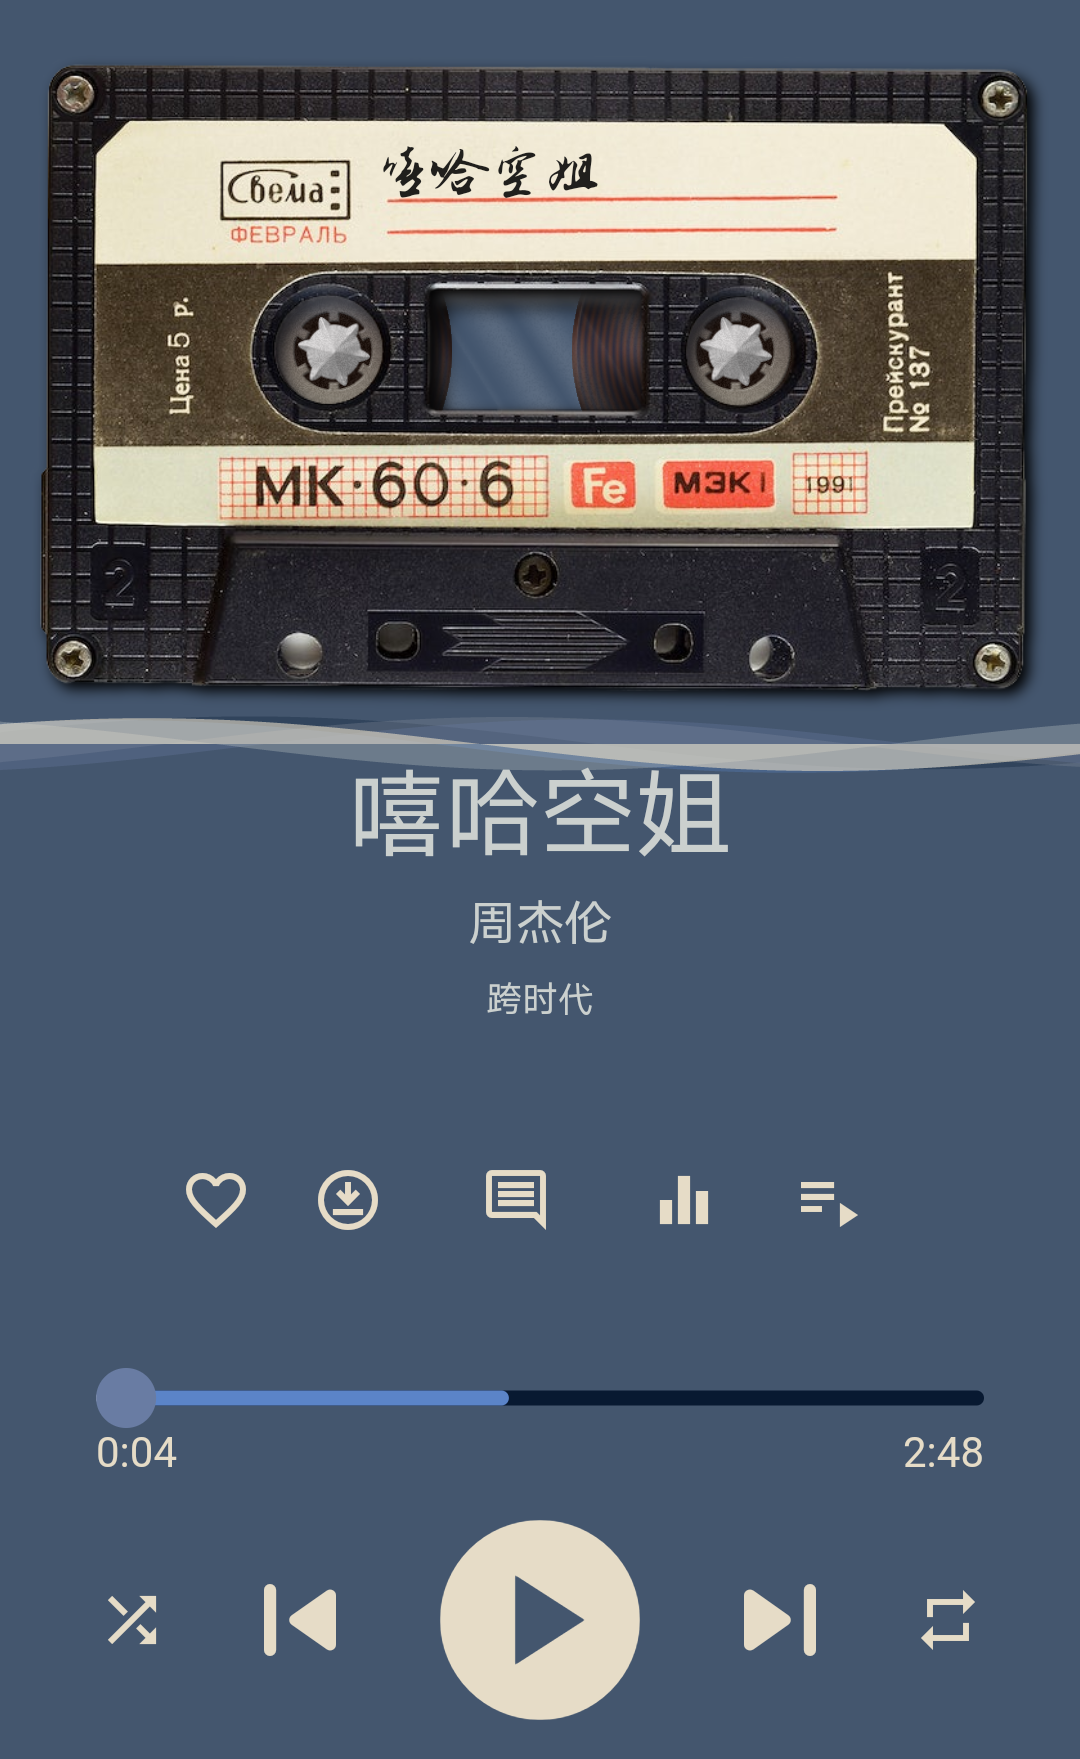 嘻哈空姐
Свема
ФЕВРАЛЬ
Цена 5 р.
Прейскурант
№ 137
МК·60·6
Fe
МЭК I
1991
2
2
嘻哈空姐
周杰伦
跨时代
0:04
2:48